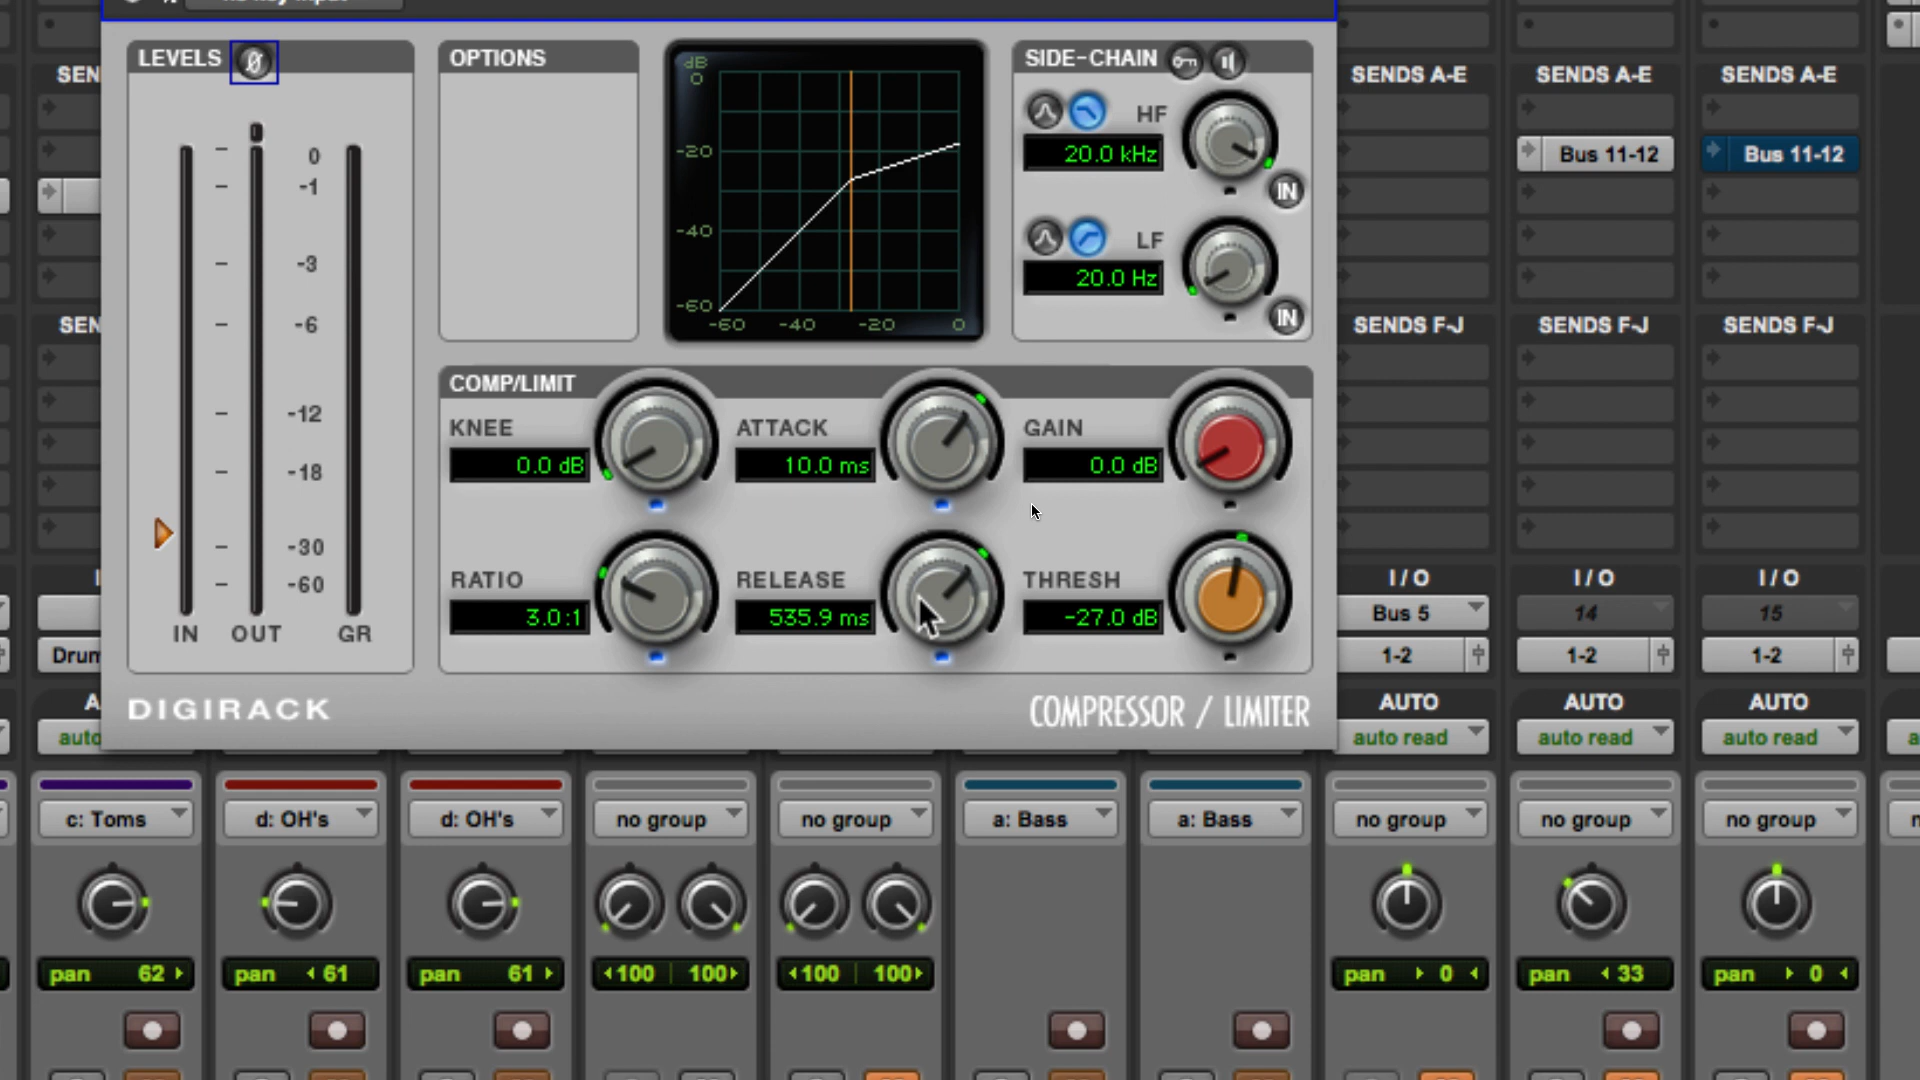 LEVELS
OPTIONS
SIDE-CHAIN
dB
0
-20
-40
-60
-60 -40 -20 0
HF
20.0 kHz
IN
LF
20.0 Hz
IN
0
-1
-3
-6
-12
-18
-30
-60
IN OUT GR
COMP/LIMIT
KNEE
0.0 dB
ATTACK
10.0 ms
GAIN
0.0 dB
RATIO
3.0:1
RELEASE
535.9 ms
THRESH
-27.0 dB
DIGIRACK
COMPRESSOR / LIMITER
SEN
SENDS A-E SENDS A-E SENDS A-E
Bus 11-12 Bus 11-12
SEN
SENDS F-J SENDS F-J SENDS F-J
I / O I / O I / O
Bus 5 14 15
Drum
1-2 1-2 1-2
A
AUTO AUTO AUTO
auto
auto read auto read auto read
a
c: Toms d: OH's d: OH's no group no group a: Bass a: Bass no group no group no group
pan 62 pan 61 pan 61 100 100 100 100 pan 0 pan 33 pan 0